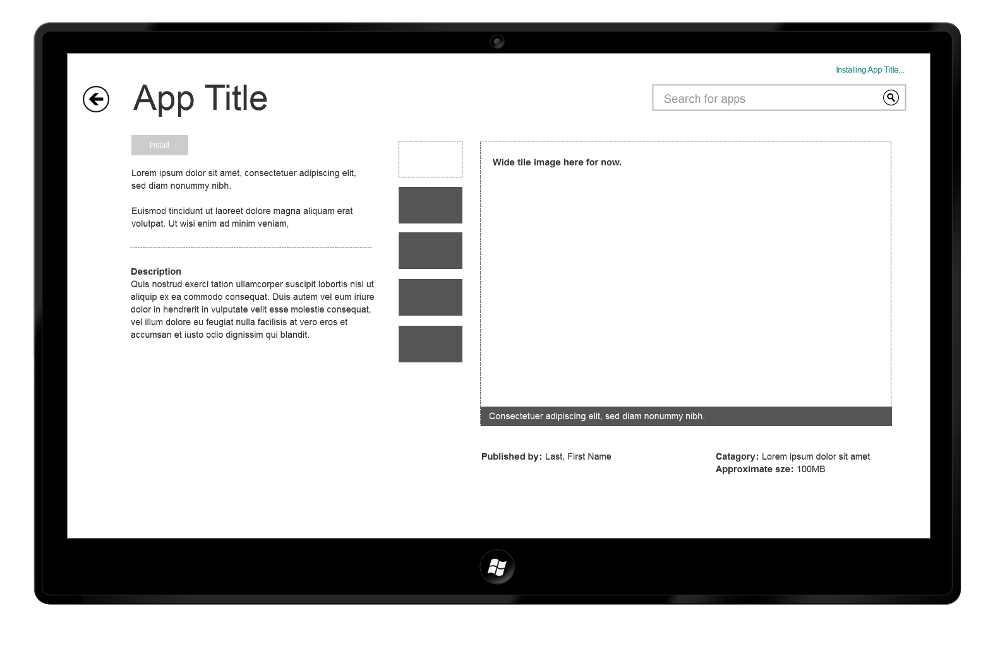 Installing App Title...
App Title
Search for apps
Install
Lorem ipsum dolor sit amet, consectetuer adipiscing elit,
sed diam nonummy nibh.
Euismod tincidunt ut laoreet dolore magna aliquam erat
volutpat. Ut wisi enim ad minim veniam,
Description
Quis nostrud exerci tation ullamcorper suscipit lobortis nisl ut
aliquip ex ea commodo consequat. Duis autem vel eum iriure
dolor in hendrerit in vulputate velit esse molestie consequat,
vel illum dolore eu feugiat nulla facilisis at vero eros et
accumsan et iusto odio dignissim qui blandit.
Wide tile image here for now.
Consectetuer adipiscing elit, sed diam nonummy nibh.
Published by: Last, First Name
Catagory: Lorem ipsum dolor sit amet
Approximate sze: 100MB